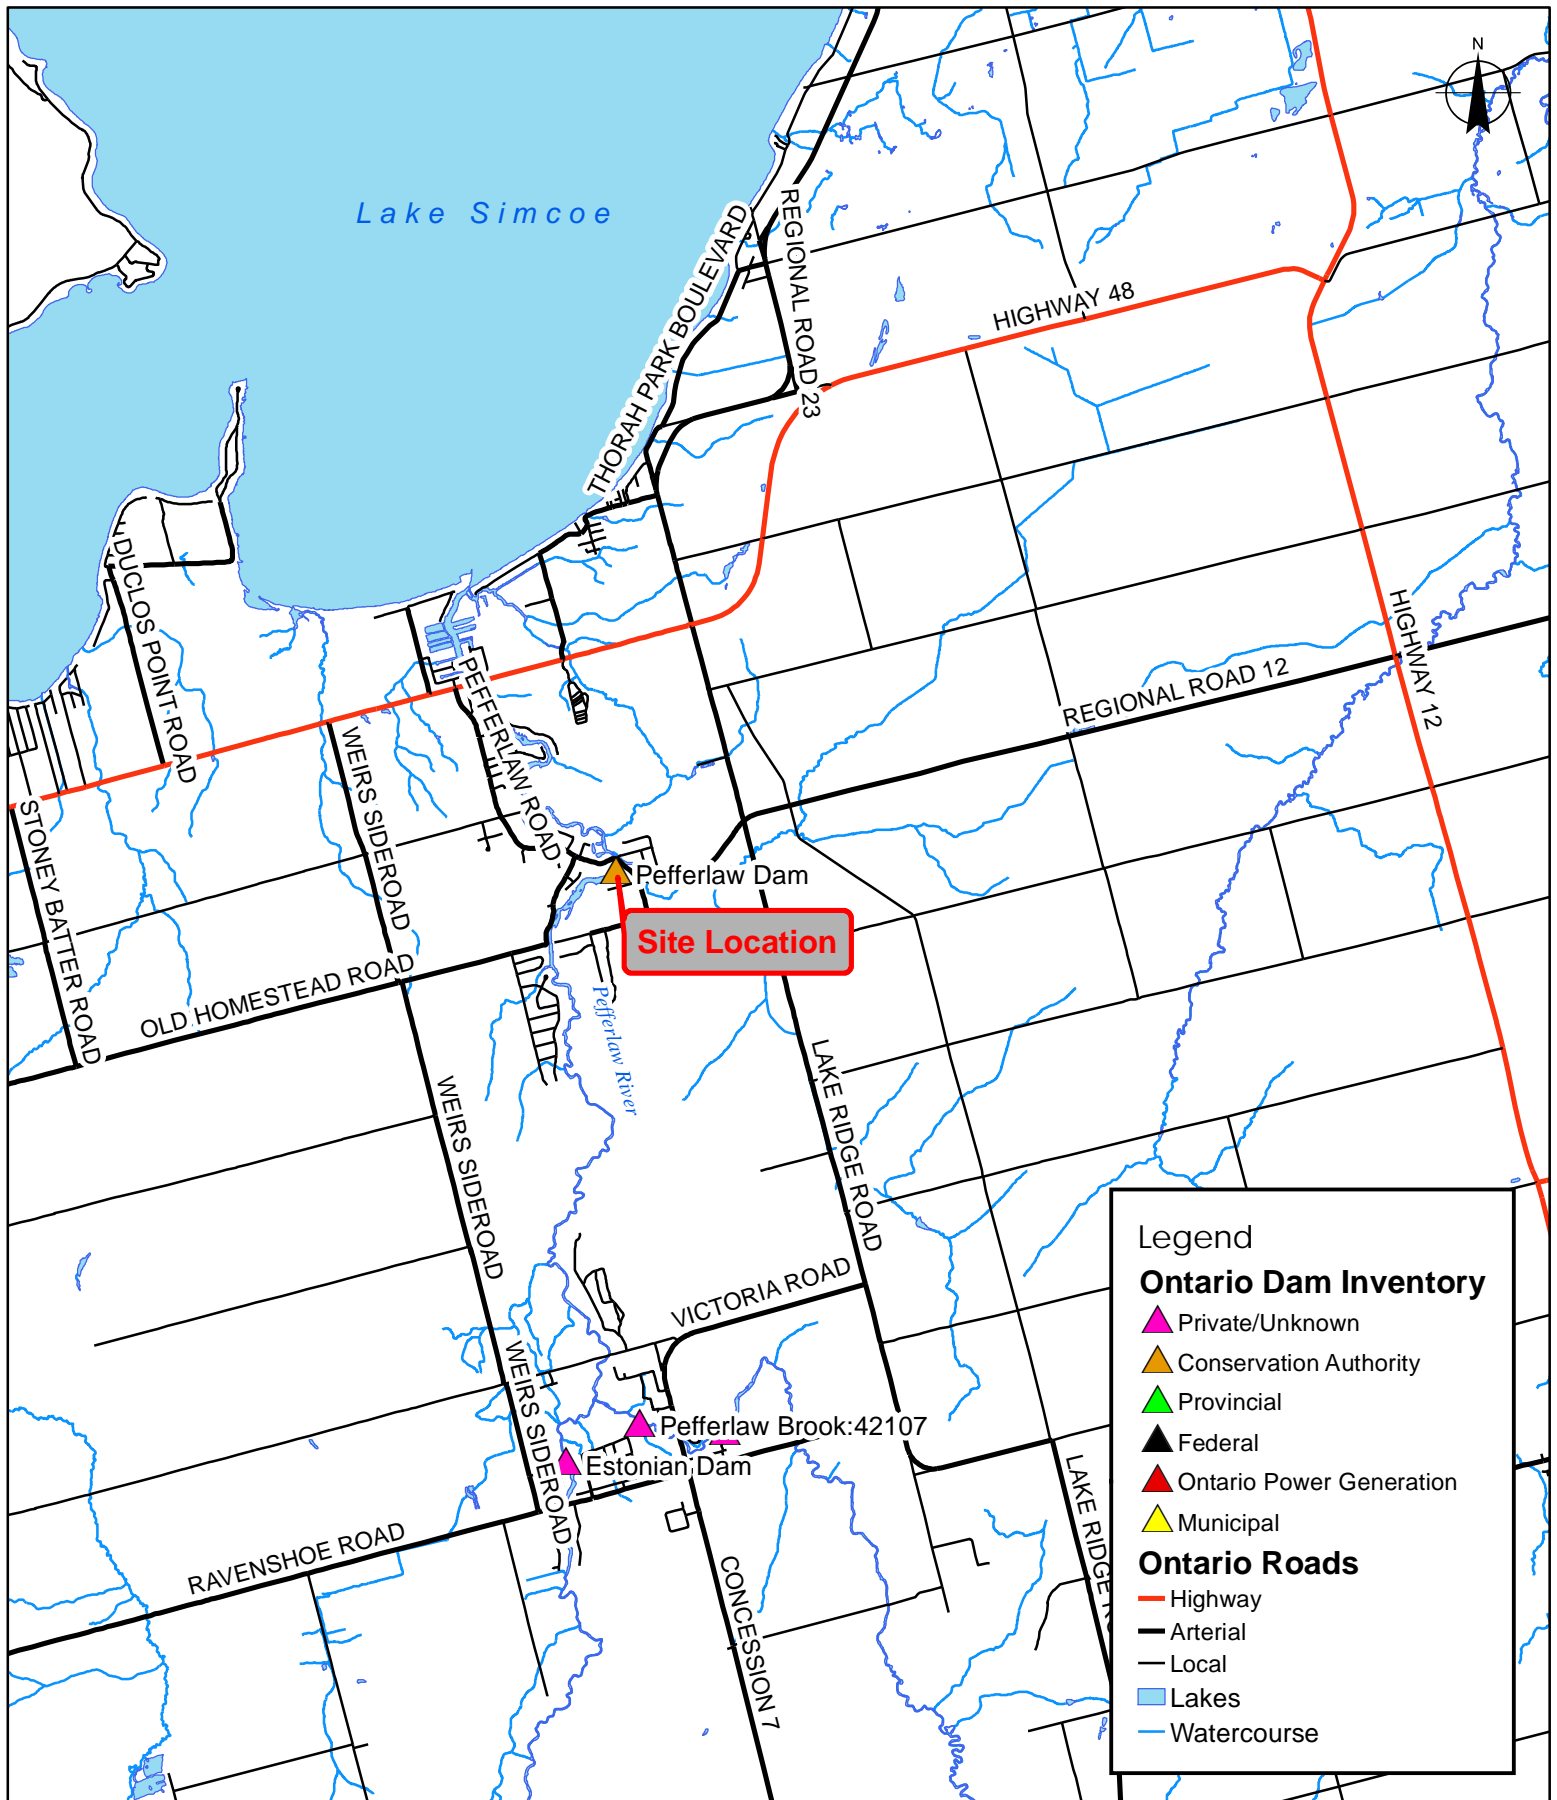 N
Lake Simcoe
THORAH PARK BOULEVARD
REGIONAL ROAD 23
HIGHWAY 48
DUCLOS POINT ROAD
PEFFERLAW ROAD
HIGHWAY 12
REGIONAL ROAD 12
WEIRS SIDEROAD
STONEY BATTER ROAD
Pefferlaw Dam
Site Location
OLD HOMESTEAD ROAD
Pefferlaw River
LAKE RIDGE ROAD
WEIRS SIDEROAD
VICTORIA ROAD
WEIRS SIDEROAD
Pefferlaw Brook:42107
Estonian Dam
LAKE RIDGE
RAVENSHOE ROAD
CONCESSION 7
Legend
Ontario Dam Inventory
Private/Unknown
Conservation Authority
Provincial
Federal
Ontario Power Generation
Municipal
Ontario Roads
Highway
Arterial
Local
Lakes
Watercourse